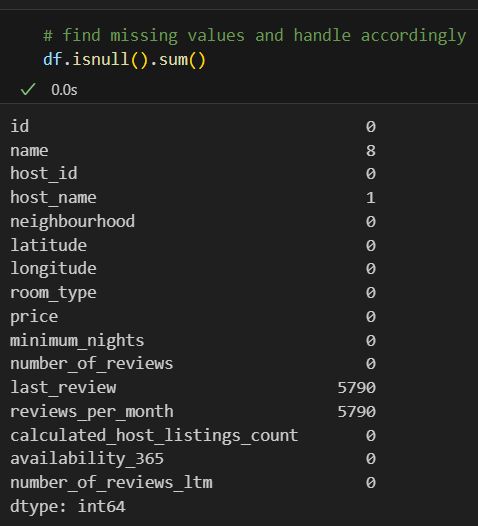 # find missing values and handle accordingly
df.isnull().sum()
0.0s
id 0
name 8
host_id 0
host_name 1
neighbourhood 0
latitude 0
longitude 0
room_type 0
price 0
minimum_nights 0
number_of_reviews 0
last_review 5790
reviews_per_month 5790
calculated_host_listings_count 0
availability_365 0
number_of_reviews_ltm 0
dtype: int64